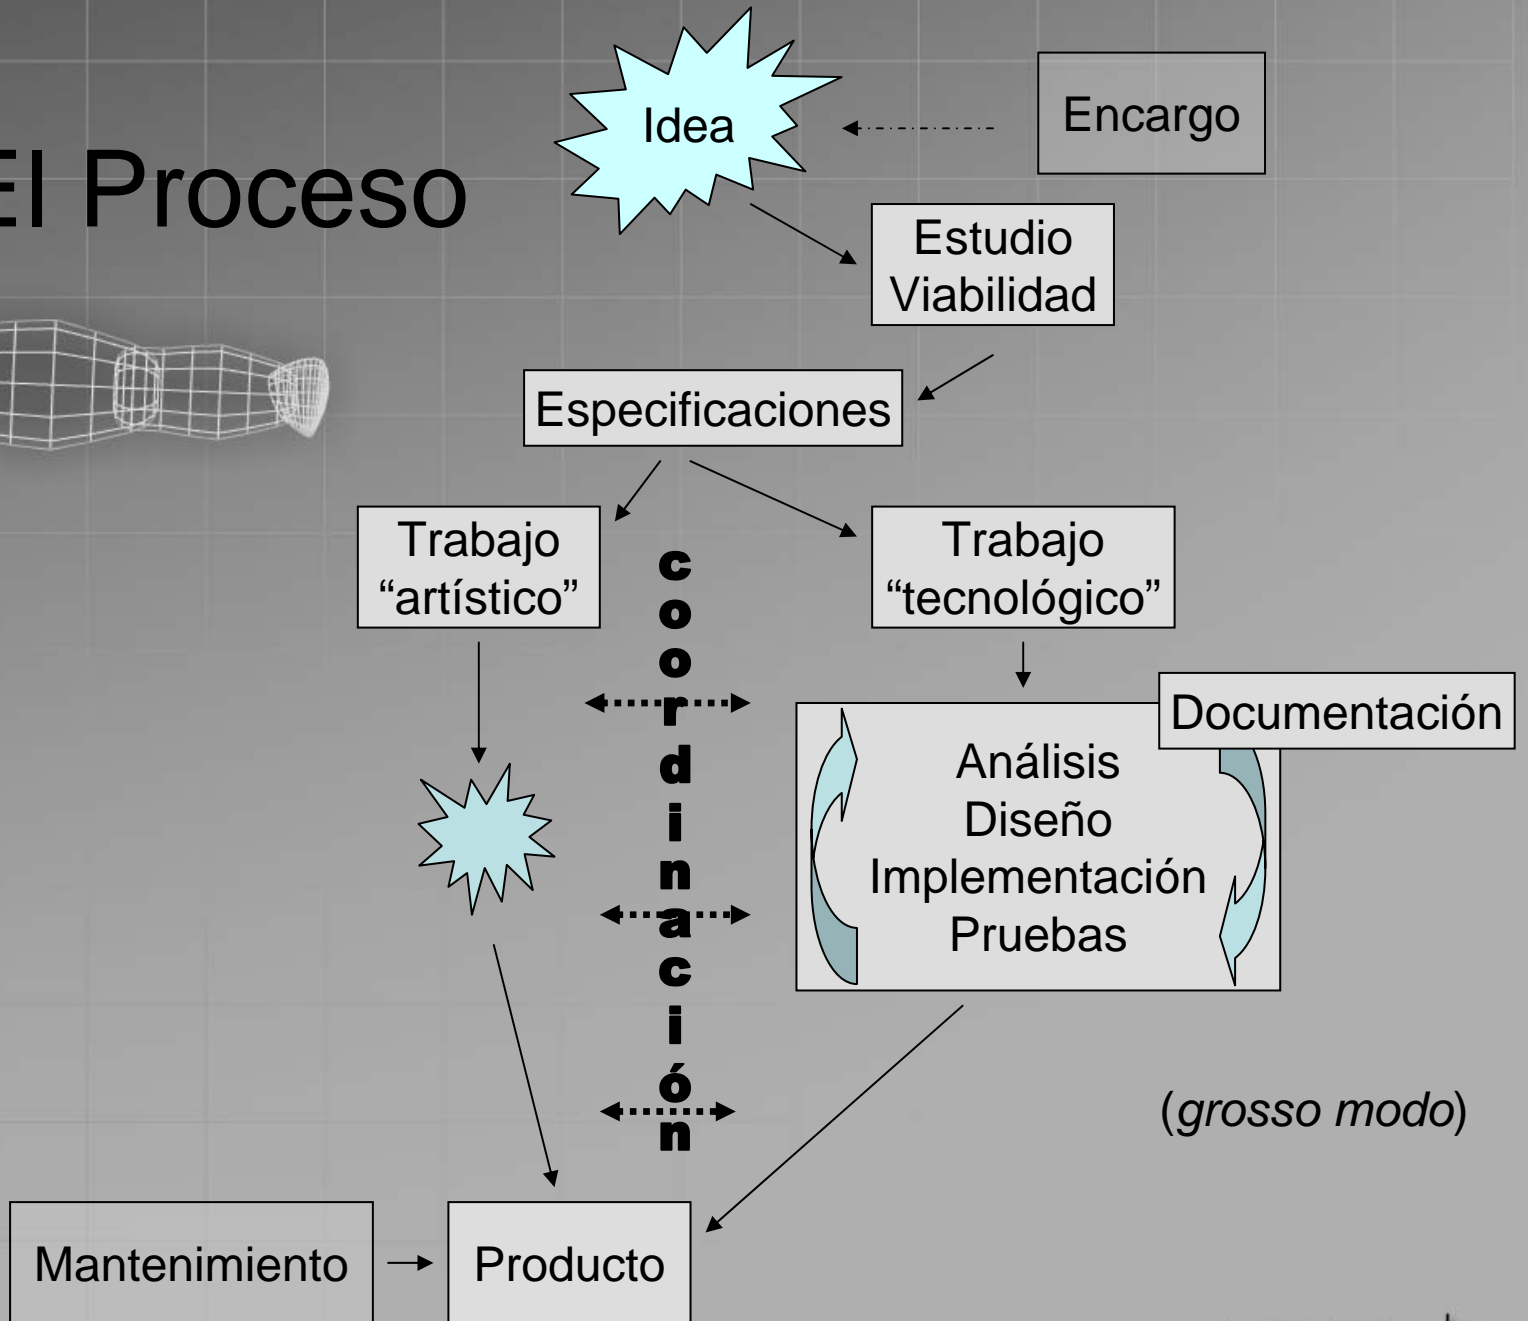 El Proceso
Idea
Encargo
Estudio
Viabilidad
Especificaciones
Trabajo
“artístico”
Trabajo
“tecnológico”
coordinación
Documentación
Análisis
Diseño
Implementación
Pruebas
(grosso modo)
Mantenimiento
Producto